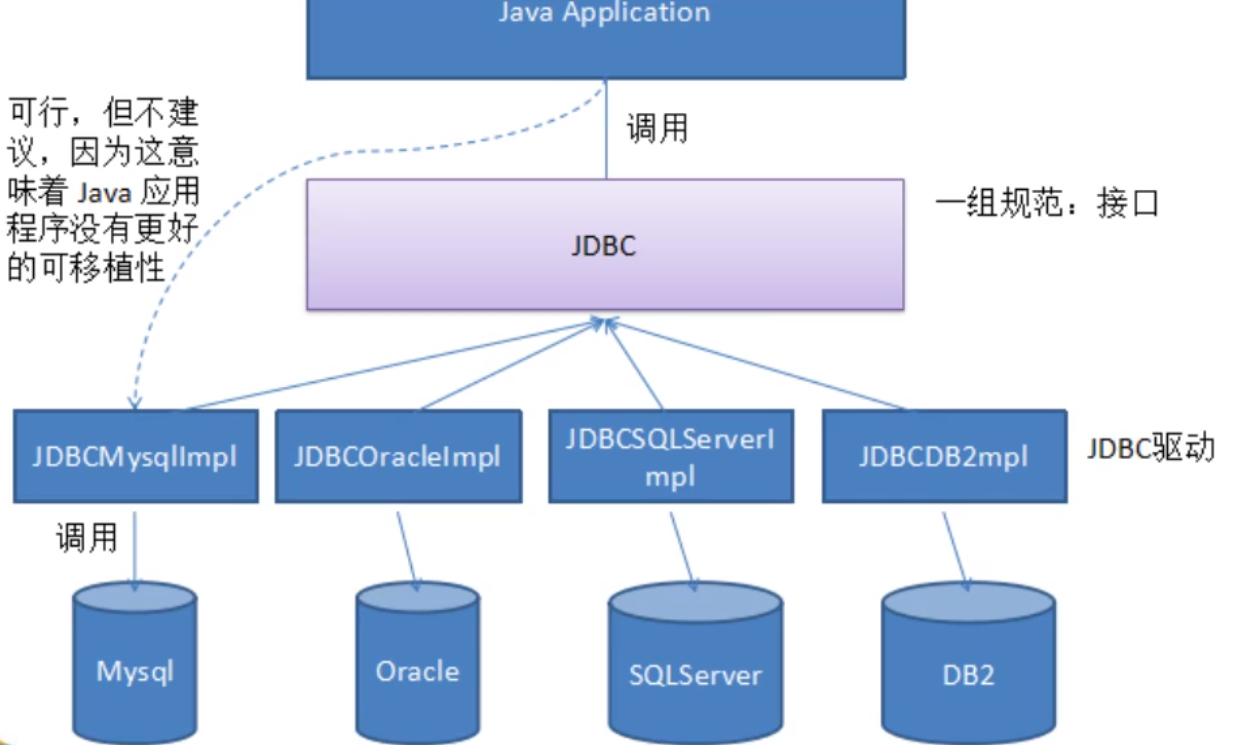 Java Application
可行，但不建
议，因为这意
味着 Java 应用
程序没有更好
的可移植性
调用
一组规范：接口
JDBC
JDBCMysqlImpl
JDBCOracleImpl
JDBCSQLServerI
mpl
JDBCDB2mpl
JDBC驱动
调用
Mysql
Oracle
SQLServer
DB2